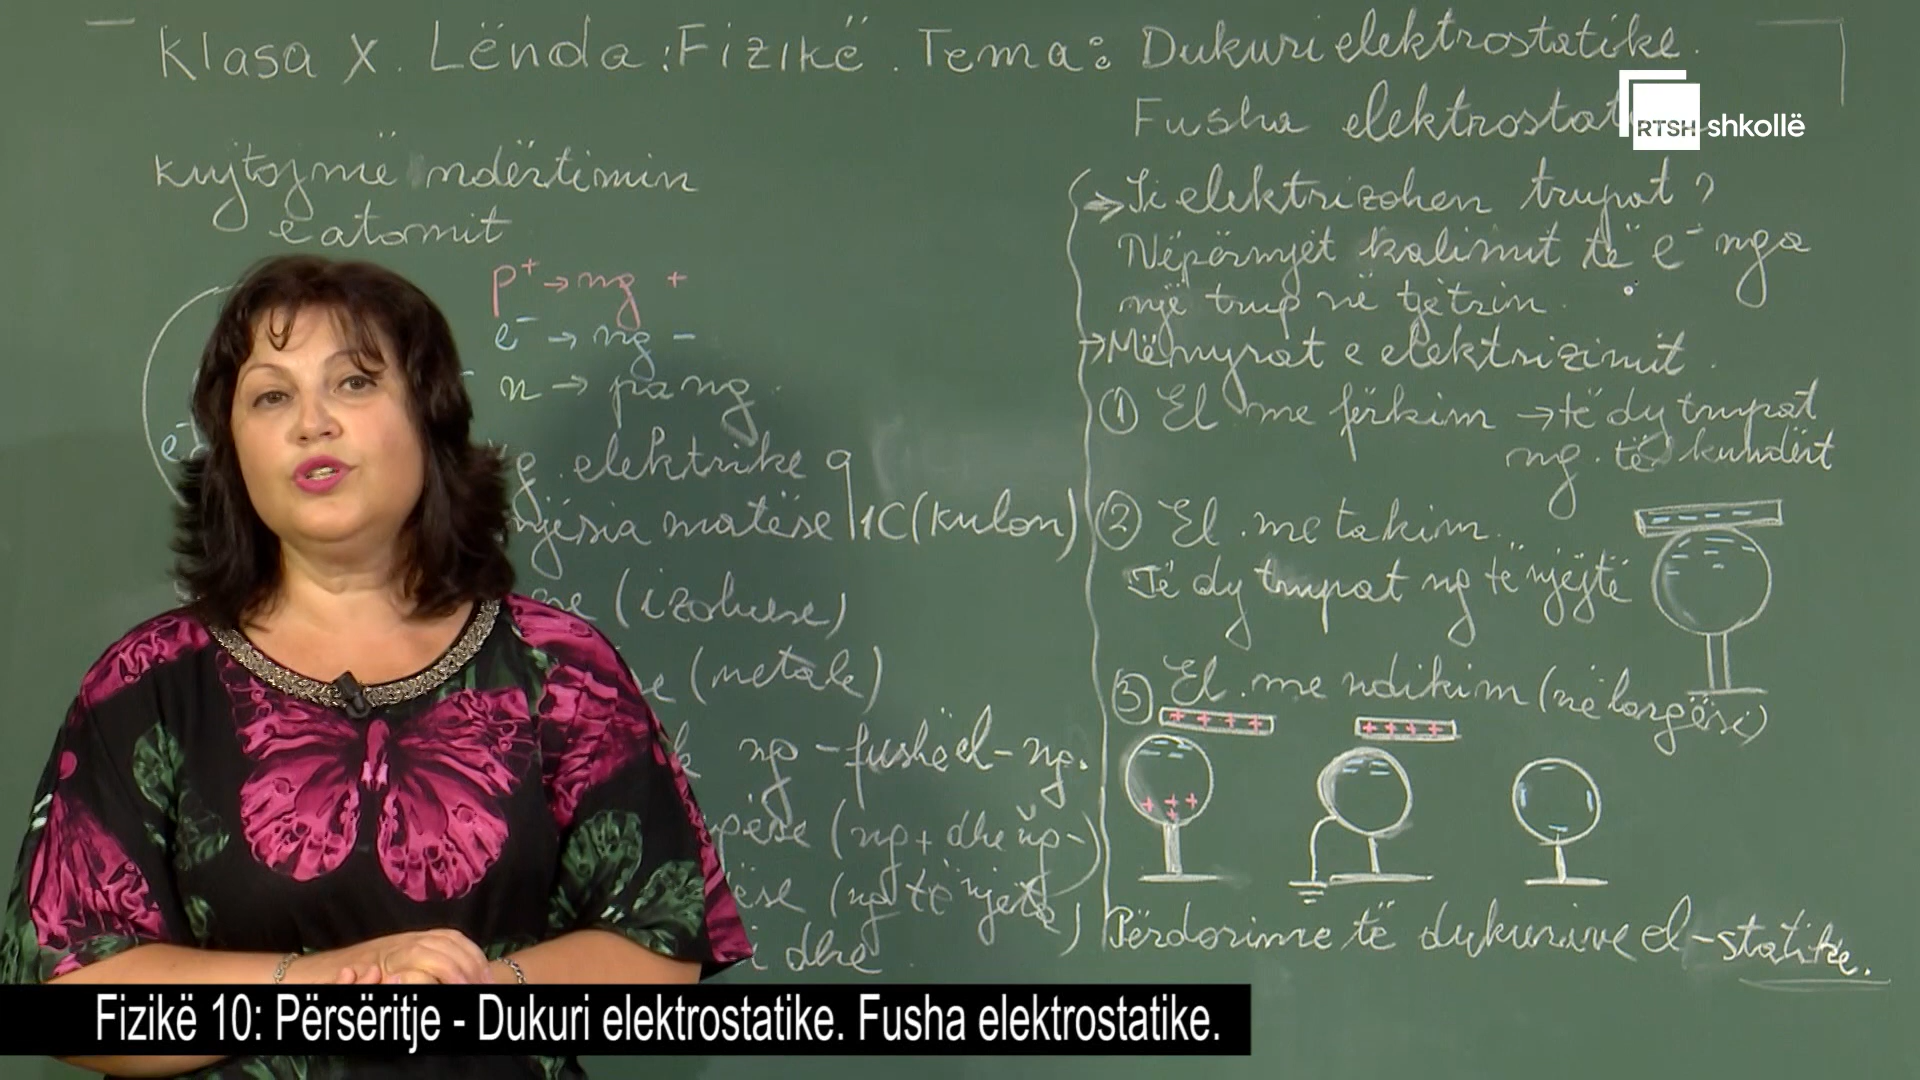 Klasa X. Lënda: Fizikë. Tema: Dukuri elektrostatike.
Fusha
RTSH shkollë
kujtojmë ndërtimin
e atomit
p⁺ → ng +
e⁻ → ng -
n → pa ng.
e⁻
elektrike q
njësia matëse 1C (kulon)
(izoluese)
(metale)
ng - fushë el - ng.
(ng + dhe ng -)
(ng të njëjta)
dhe
→ Si elektrizohen trupat?
Nëpërmjet kalimit të e⁻ nga
një trup në tjetrin.
→ Mënyrat e elektrizimit.
① El me fërkim → të dy trupat
ng. të kundërt
② El. me takim.
Të dy trupat ng të njëjtë
- - - -
③ El. me ndikim (në largësi)
+ + + +
+ + + +
+ + +
+
Përdorime të dukurive el-statike.
Fizikë 10: Përsëritje - Dukuri elektrostatike. Fusha elektrostatike.